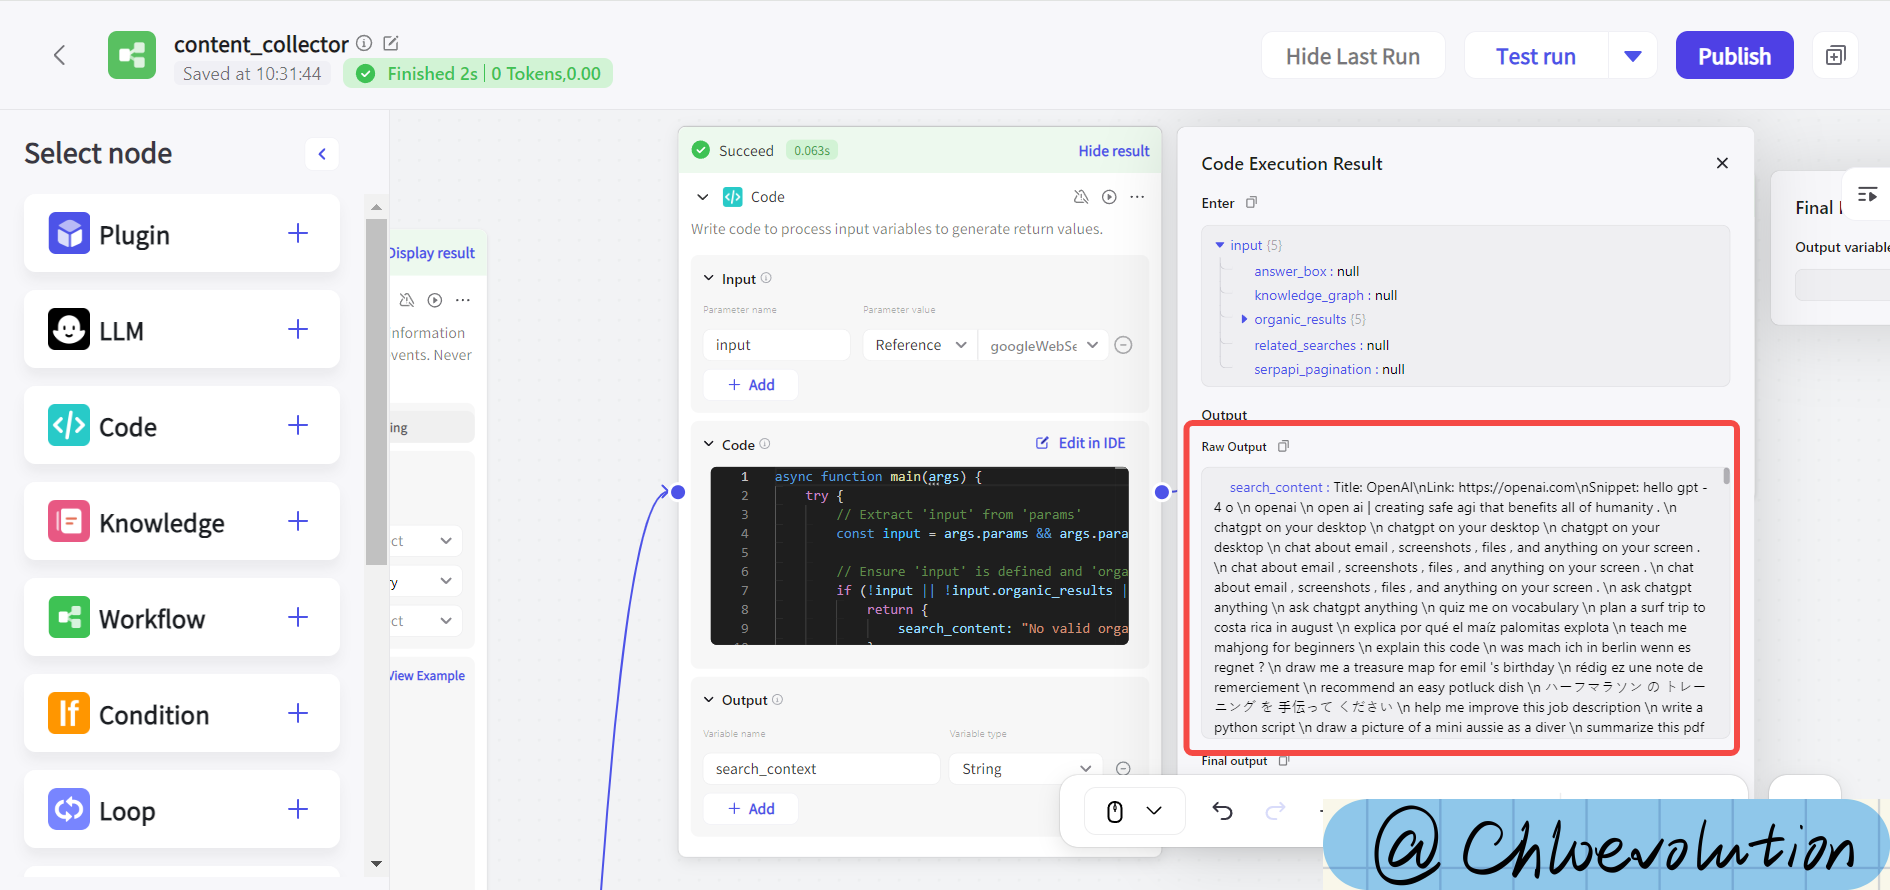 content_collector
Saved at 10:31:44
Finished 2s | 0 Tokens,0.00
Hide Last Run
Test run
Publish
Select node
Plugin
LLM
Code
Knowledge
Workflow
Condition
Loop
Display result
nformation
vents. Never
ing
ct
y
ct
View Example
Succeed 0.063s
Hide result
Code
Write code to process input variables to generate return values.
Input
Parameter name Parameter value
input Reference googleWebSe
+ Add
Code
Edit in IDE
1 async function main(args) {
2 try {
3 // Extract 'input' from 'params'
4 const input = args.params && args.para
5
6 // Ensure 'input' is defined and 'orga
7 if (!input || !input.organic_results |
8 return {
9 search_content: "No valid orga
Output
Variable name Variable type
search_context String
+ Add
Code Execution Result
Enter
input {5}
answer_box : null
knowledge_graph : null
organic_results {5}
related_searches : null
serpapi_pagination : null
Output
Raw Output
search_content : Title: OpenAI\nLink: https://openai.com\nSnippet: hello gpt -
4 o \n openai \n open ai | creating safe agi that benefits all of humanity . \n
chatgpt on your desktop \n chatgpt on your desktop \n chatgpt on your
desktop \n chat about email , screenshots , files , and anything on your screen .
\n chat about email , screenshots , files , and anything on your screen . \n chat
about email , screenshots , files , and anything on your screen . \n ask chatgpt
anything \n ask chatgpt anything \n quiz me on vocabulary \n plan a surf trip to
costa rica in august \n explica por qué el maíz palomitas explota \n teach me
mahjong for beginners \n explain this code \n was mach ich in berlin wenn es
regnet ? \n draw me a treasure map for emil 's birthday \n rédig ez une note de
remerciement \n recommend an easy potluck dish \n ハーフマラソン の トレー
ニング を 手伝って ください \n help me improve this job description \n write a
python script \n draw a picture of a mini aussie as a diver \n summarize this pdf
Final output
Final
Output variable
@Chloevolution